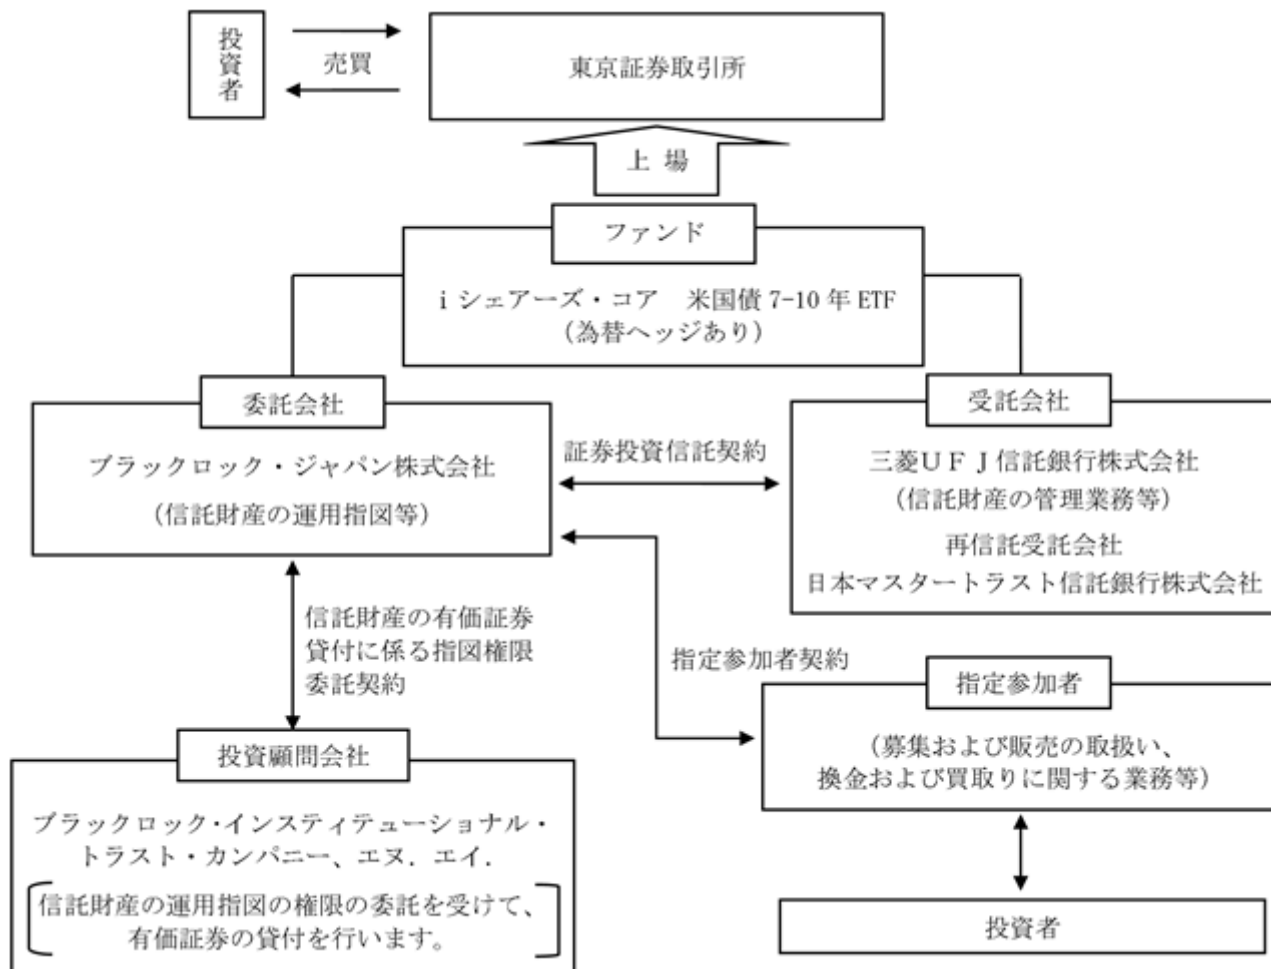 投資者
売買
東京証券取引所
上 場
ファンド
i シェアーズ・コア 米国債 7-10 年 ETF
（為替ヘッジあり）
委託会社
ブラックロック・ジャパン株式会社
（信託財産の運用指図等）
証券投資信託契約
受託会社
三菱ＵＦＪ信託銀行株式会社
（信託財産の管理業務等）
再信託受託会社
日本マスタートラスト信託銀行株式会社
信託財産の有価証券
貸付に係る指図権限
委託契約
指定参加者契約
指定参加者
（募集および販売の取扱い、
換金および買取りに関する業務等）
投資顧問会社
ブラックロック・インスティテューショナル・
トラスト・カンパニー、エヌ．エイ．
信託財産の運用指図の権限の委託を受けて、
有価証券の貸付を行います。
投資者